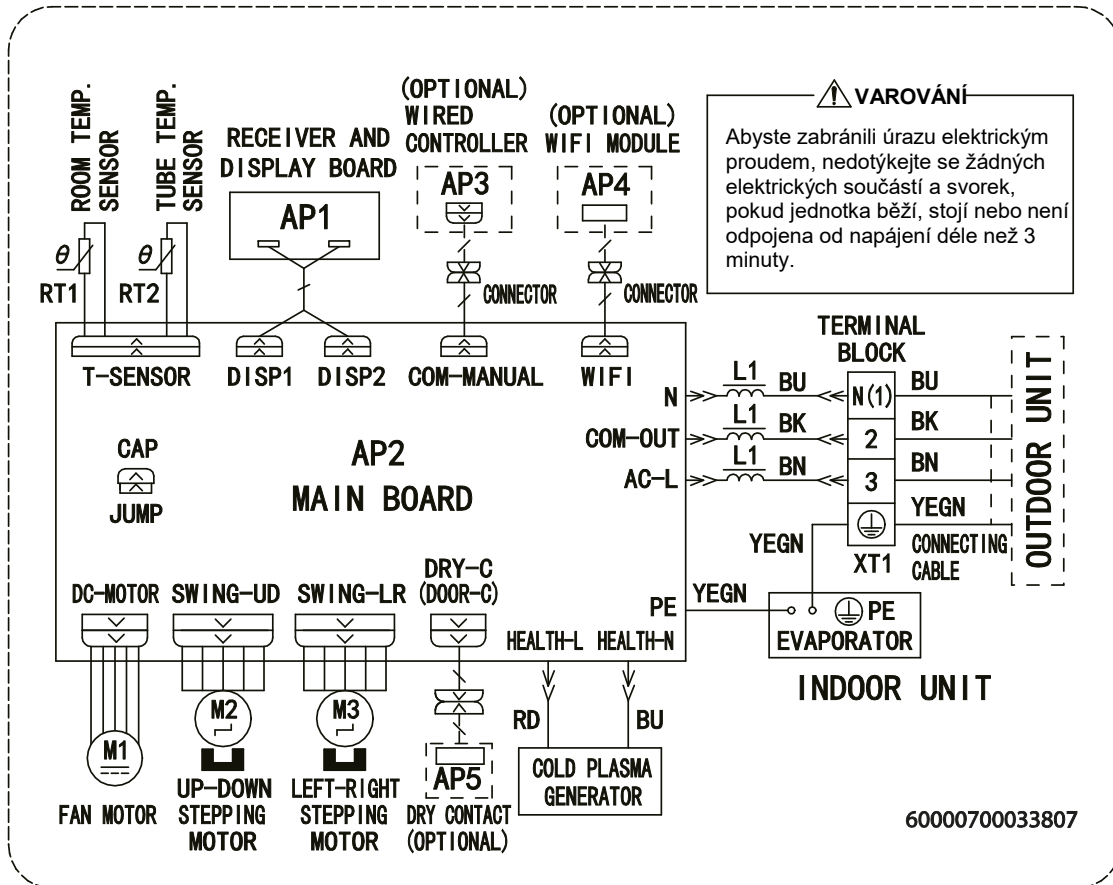 ROOM TEMP.
SENSOR
TUBE TEMP.
SENSOR
θ
RT1
θ
RT2
RECEIVER AND
DISPLAY BOARD
AP1
(OPTIONAL)
WIRED
CONTROLLER
AP3
CONNECTOR
(OPTIONAL)
WIFI MODULE
AP4
CONNECTOR
VAROVÁNÍ
Abyste zabránili úrazu elektrickým
proudem, nedotýkejte se žádných
elektrických součástí a svorek,
pokud jednotka běží, stojí nebo není
odpojena od napájení déle než 3
minuty.
T-SENSOR
DISP1
DISP2
COM-MANUAL
WIFI
TERMINAL
BLOCK
N
L1
BU
N(1)
BU
COM-OUT
L1
BK
2
BK
AC-L
L1
BN
3
BN
YEGN
YEGN
XT1
CONNECTING
CABLE
OUTDOOR UNIT
CAP
JUMP
AP2
MAIN BOARD
DC-MOTOR
SWING-UD
SWING-LR
DRY-C
(DOOR-C)
HEALTH-L
HEALTH-N
PE
YEGN
PE
EVAPORATOR
INDOOR UNIT
M1
FAN MOTOR
M2
UP-DOWN
STEPPING
MOTOR
M3
LEFT-RIGHT
STEPPING
MOTOR
AP5
DRY CONTACT
(OPTIONAL)
RD
BU
COLD PLASMA
GENERATOR
60000700033807